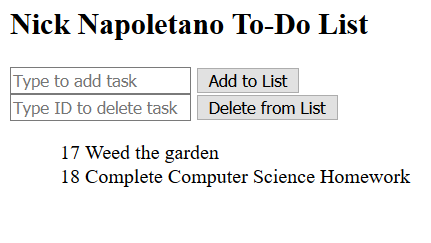 Nick Napoletano To-Do List
Type to add task Add to List
Type ID to delete task Delete from List
17 Weed the garden
18 Complete Computer Science Homework